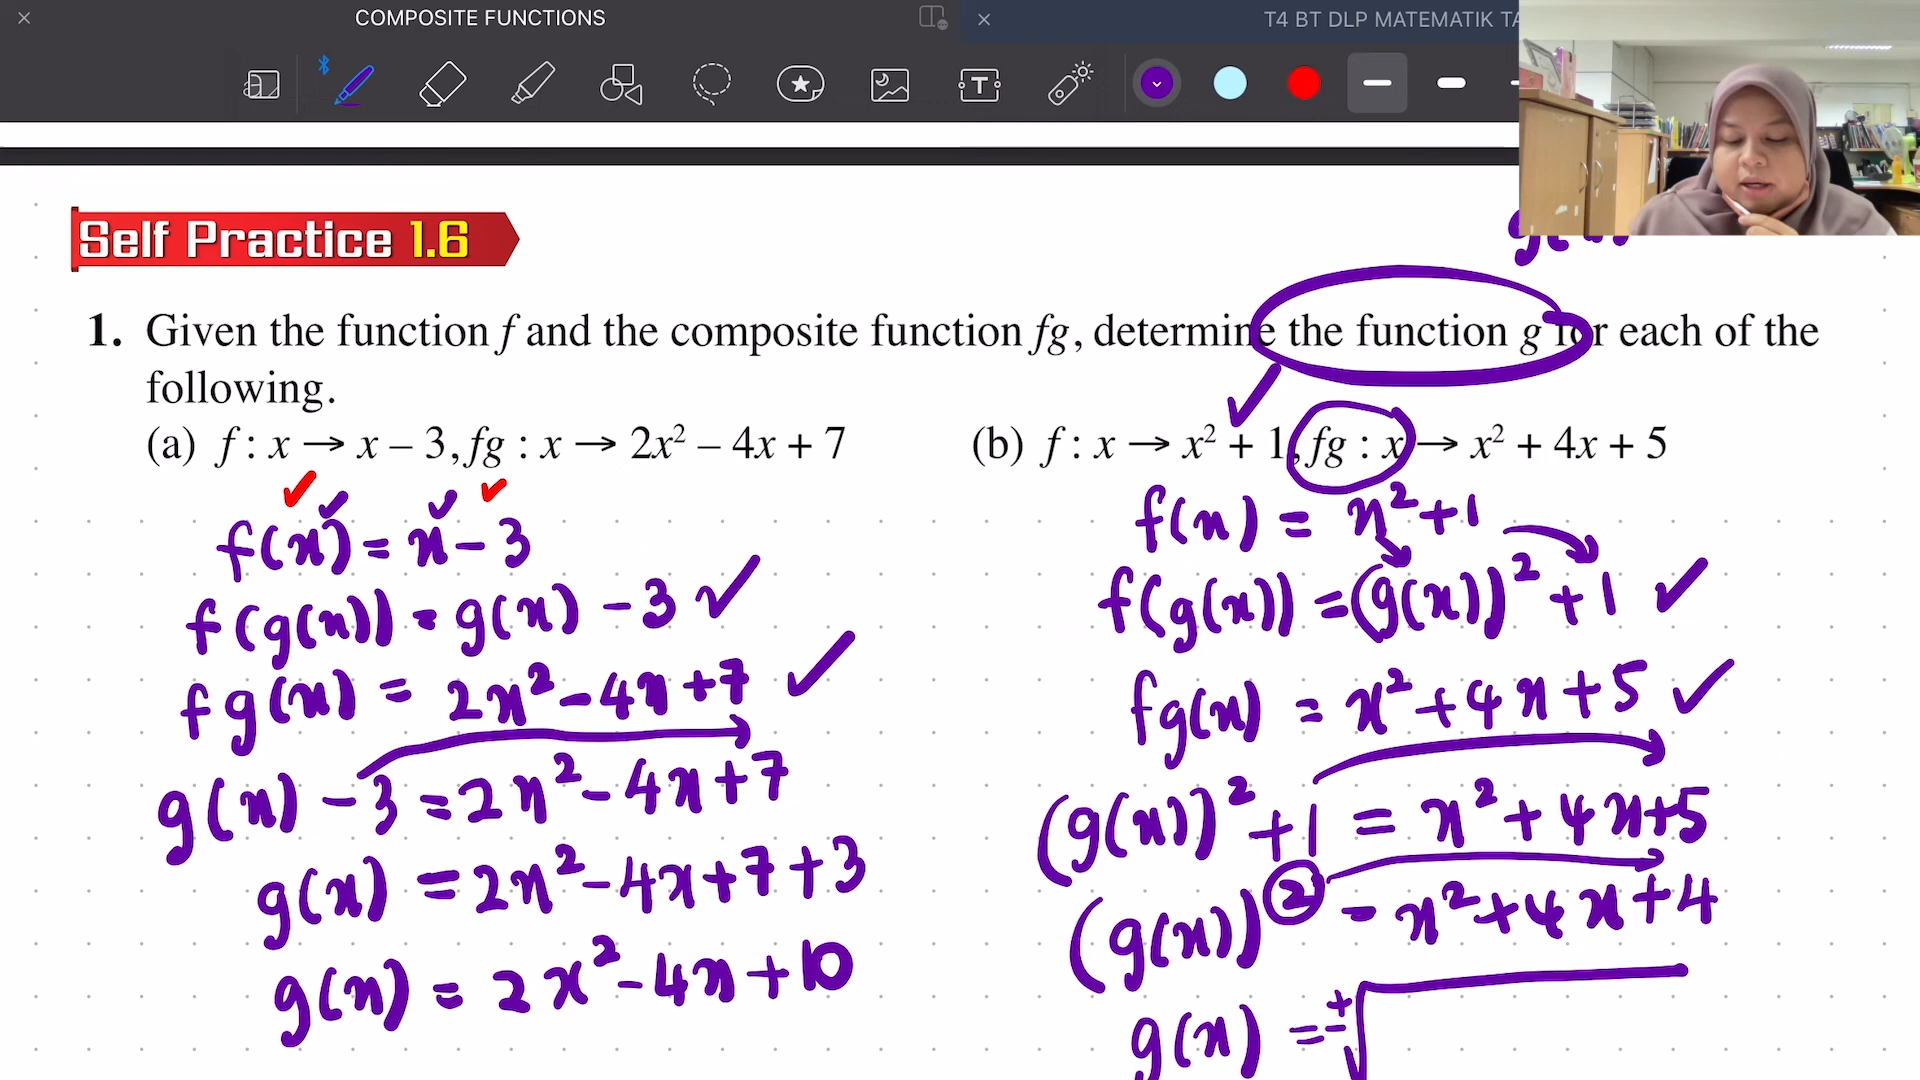 COMPOSITE FUNCTIONS
T4 BT DLP MATEMATIK TA
Self Practice 1.6
1. Given the function f and the composite function fg, determine the function g for each of the
following.
(a) f : x → x – 3, fg : x → 2x² – 4x + 7
f(x) = x - 3
f(g(x)) = g(x) - 3 ✓
fg(x) = 2x² - 4x + 7 ✓
g(x) - 3 = 2x² - 4x + 7
g(x) = 2x² - 4x + 7 + 3
g(x) = 2x² - 4x + 10
(b) f : x → x² + 1, fg : x → x² + 4x + 5
f(x) = x² + 1
f(g(x)) = (g(x))² + 1 ✓
fg(x) = x² + 4x + 5 ✓
(g(x))² + 1 = x² + 4x + 5
(g(x))² = x² + 4x + 4
g(x) = ±√